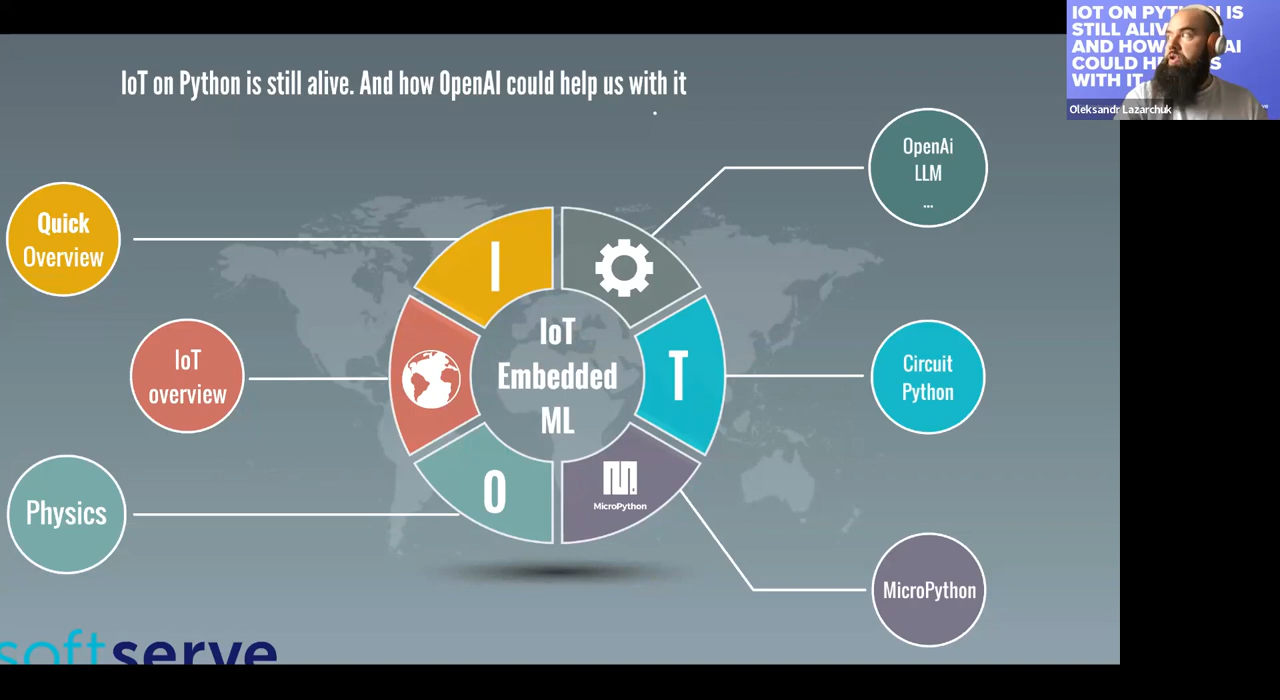 IoT on Python is still alive. And how OpenAI could help us with it
Quick
Overview
IoT
overview
Physics
I
O
IoT
Embedded
ML
T
MicroPython
OpenAi
LLM
...
Circuit
Python
MicroPython
softserve
IOT ON PYTH IS
STILL ALIV
AND HOW AI
COULD H S
WITH IT
Oleksandr Lazarchuk